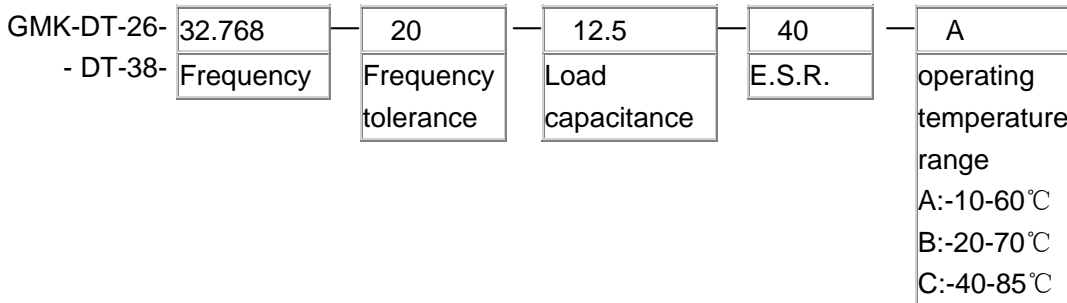 GMK-DT-26- 32.768 — 20 — 12.5 — 40 — A
- DT-38- Frequency Frequency Load E.S.R. operating
tolerance capacitance temperature
range
A:-10-60℃
B:-20-70℃
C:-40-85℃